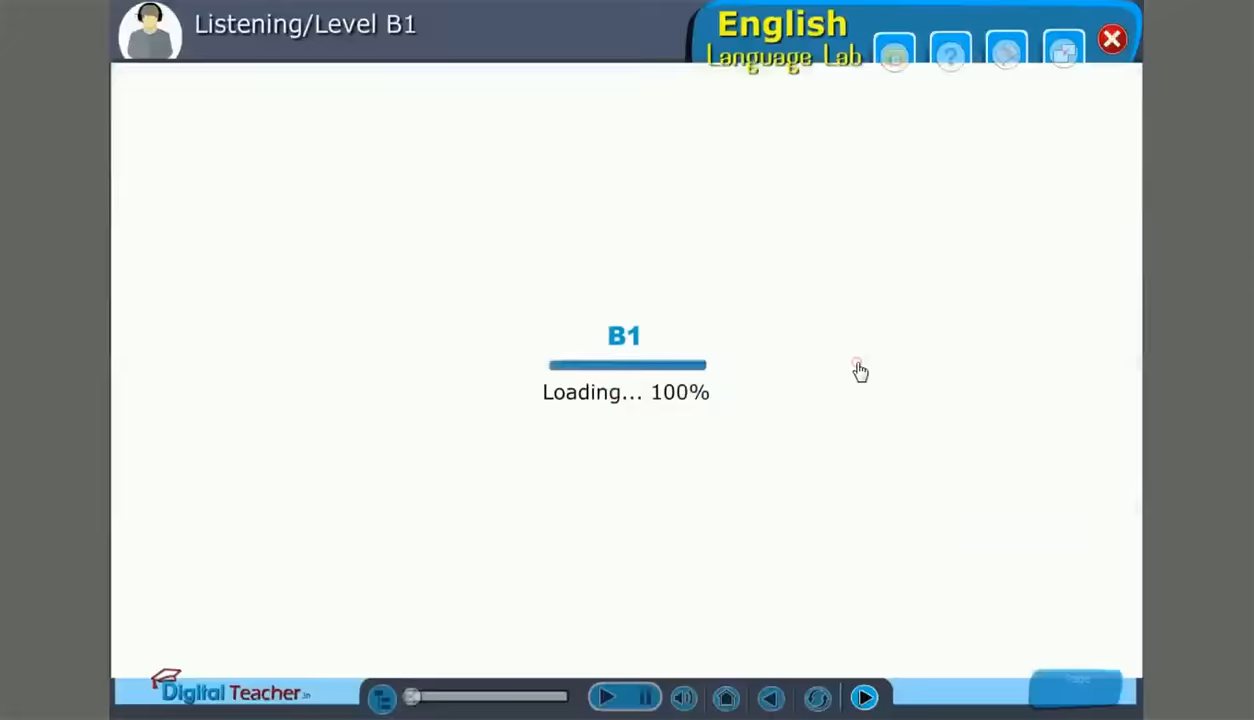 Listening/Level B1
English
Language Lab
?
B1
Loading... 100%
Digital Teacher.in